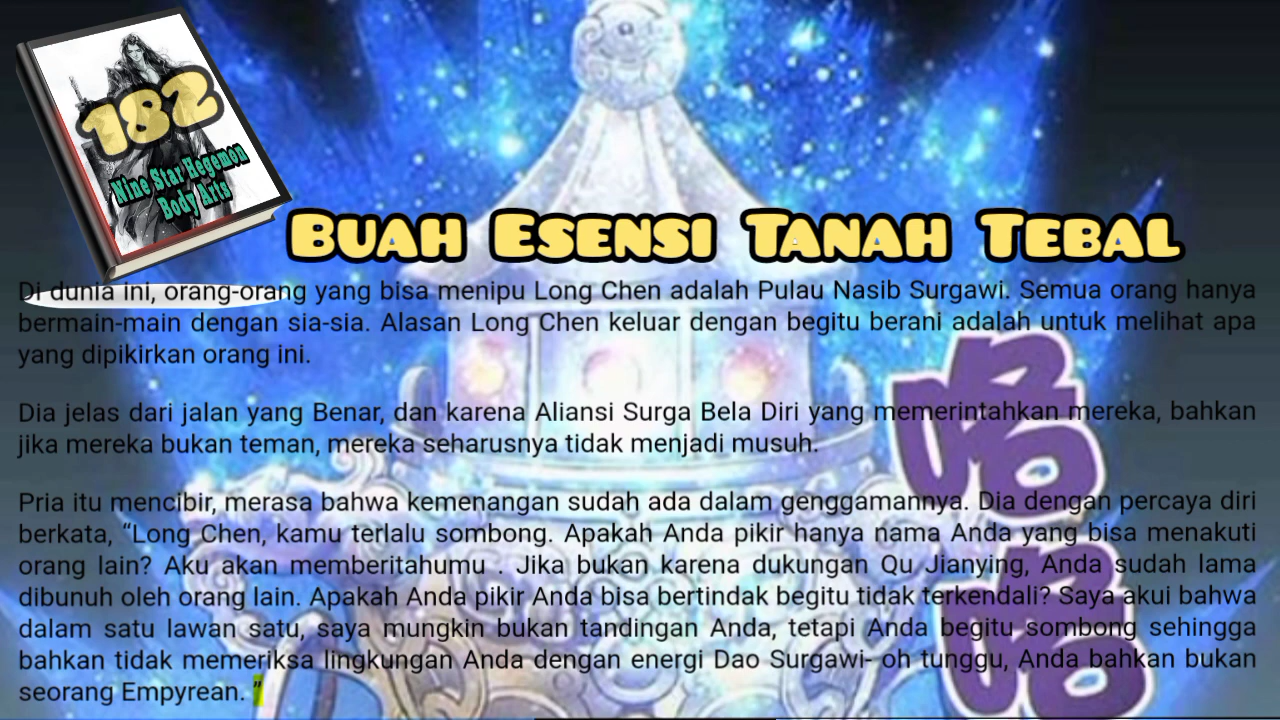 182
Nine Star Hegemon
Body Arts
BUAH ESENSI TANAH TEBAL
Di dunia ini, orang-orang yang bisa menipu Long Chen adalah Pulau Nasib Surgawi. Semua orang hanya
bermain-main dengan sia-sia. Alasan Long Chen keluar dengan begitu berani adalah untuk melihat apa
yang dipikirkan orang ini.
Dia jelas dari jalan yang Benar, dan karena Aliansi Surga Bela Diri yang memerintahkan mereka, bahkan
jika mereka bukan teman, mereka seharusnya tidak menjadi musuh.
Pria itu mencibir, merasa bahwa kemenangan sudah ada dalam genggamannya. Dia dengan percaya diri
berkata, “Long Chen, kamu terlalu sombong. Apakah Anda pikir hanya nama Anda yang bisa menakuti
orang lain? Aku akan memberitahumu . Jika bukan karena dukungan Qu Jianying, Anda sudah lama
dibunuh oleh orang lain. Apakah Anda pikir Anda bisa bertindak begitu tidak terkendali? Saya akui bahwa
dalam satu lawan satu, saya mungkin bukan tandingan Anda, tetapi Anda begitu sombong sehingga
bahkan tidak memeriksa lingkungan Anda dengan energi Dao Surgawi- oh tunggu, Anda bahkan bukan
seorang Empyrean. ”